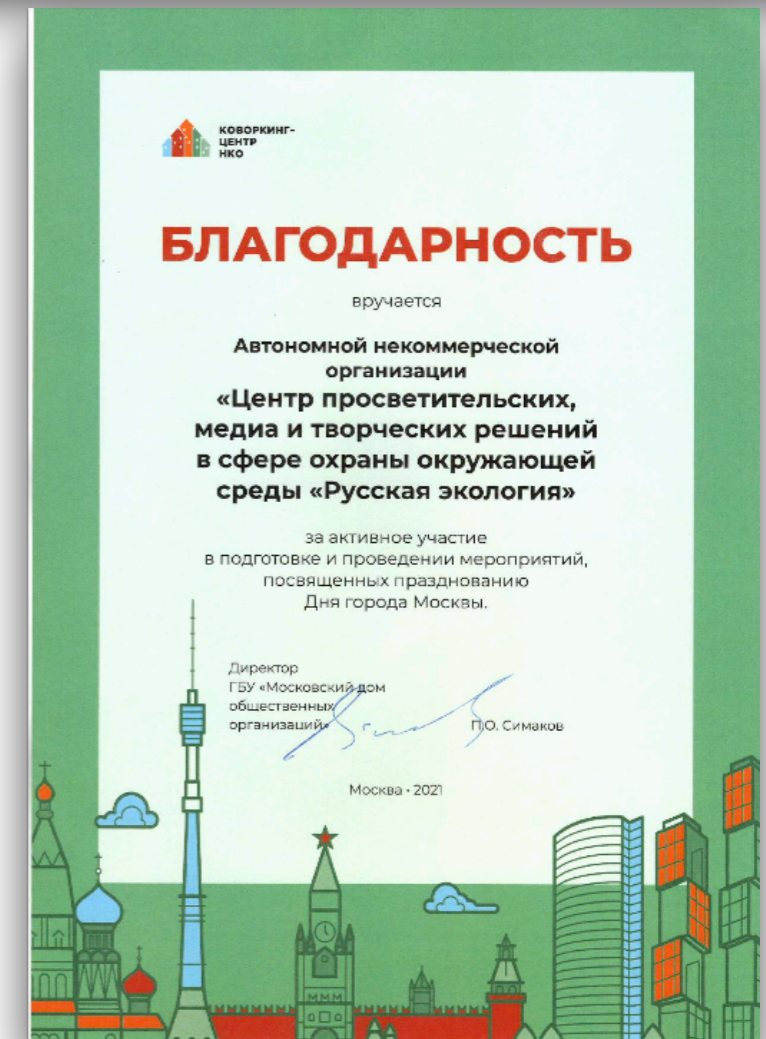 КОВОРКИНГ-
ЦЕНТР
НКО
БЛАГОДАРНОСТЬ
вручается
Автономной некоммерческой
организации
«Центр просветительских,
медиа и творческих решений
в сфере охраны окружающей
среды «Русская экология»
за активное участие
в подготовке и проведении мероприятий,
посвященных празднованию
Дня города Москвы.
Директор
ГБУ «Московский дом
общественных
организаций»
П.О. Симаков
Москва • 2021